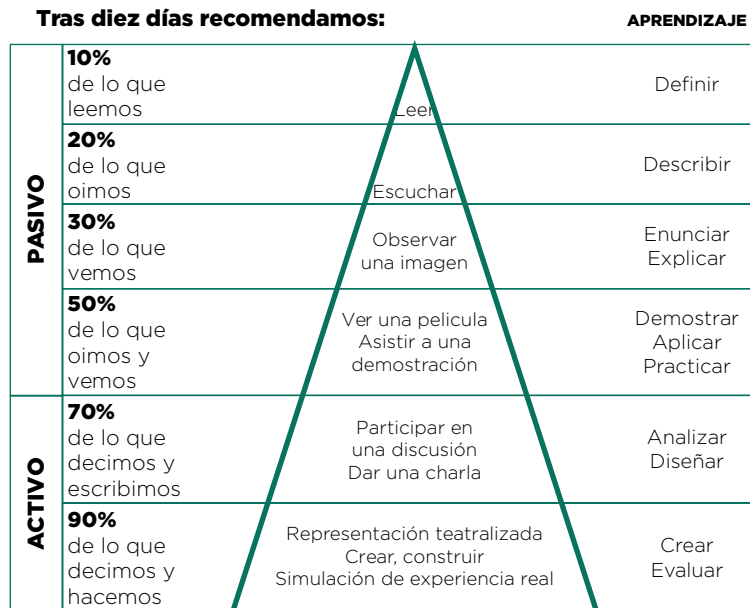 Tras diez días recomendamos:
APRENDIZAJE
PASIVO
10%
de lo que
leemos
Leer
Definir
20%
de lo que
oimos
Escuchar
Describir
30%
de lo que
vemos
Observar
una imagen
Enunciar
Explicar
50%
de lo que
oimos y
vemos
Ver una pelicula
Asistir a una
demostración
Demostrar
Aplicar
Practicar
ACTIVO
70%
de lo que
decimos y
escribimos
Participar en
una discusión
Dar una charla
Analizar
Diseñar
90%
de lo que
decimos y
hacemos
Representación teatralizada
Crear, construir
Simulación de experiencia real
Crear
Evaluar